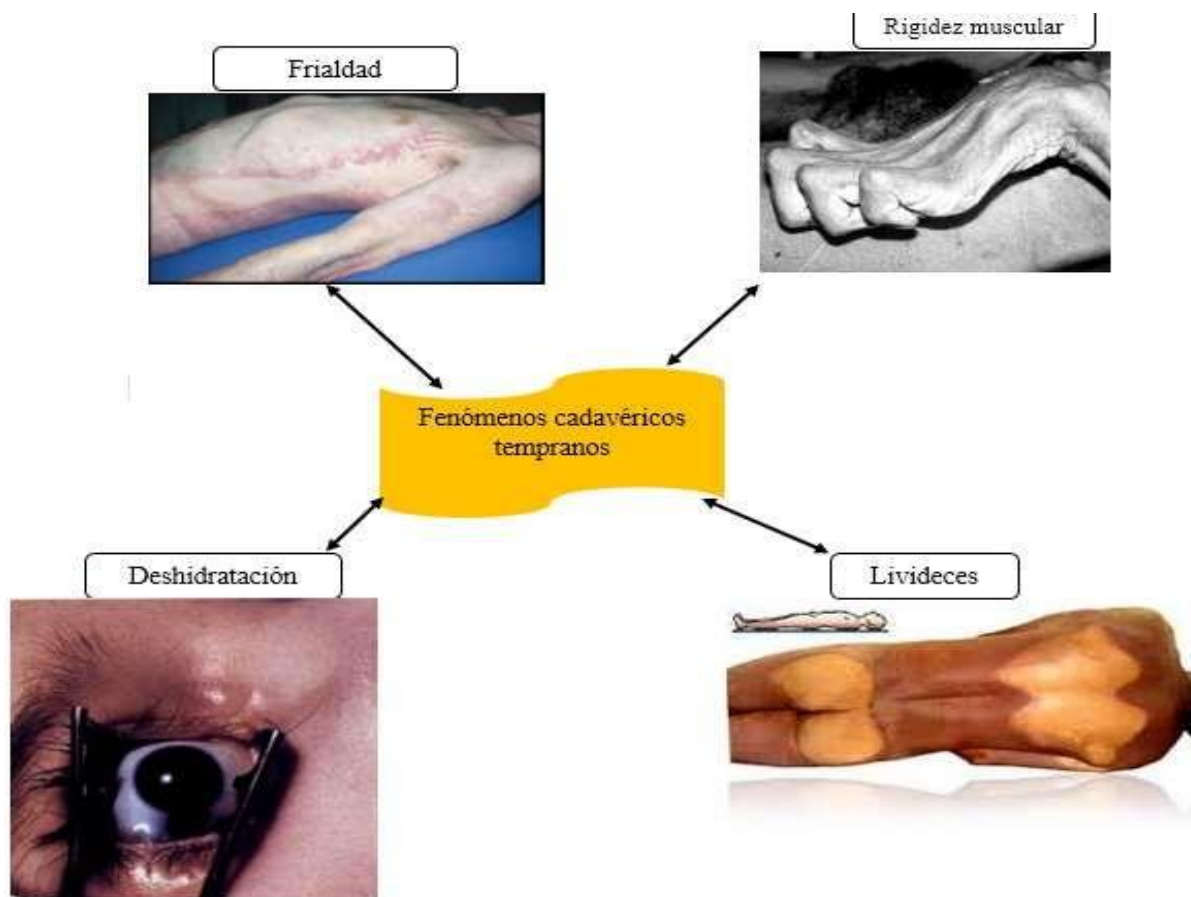 Rigidez muscular
Frialdad
Fenómenos cadavéricos
tempranos
Deshidratación
Livideces